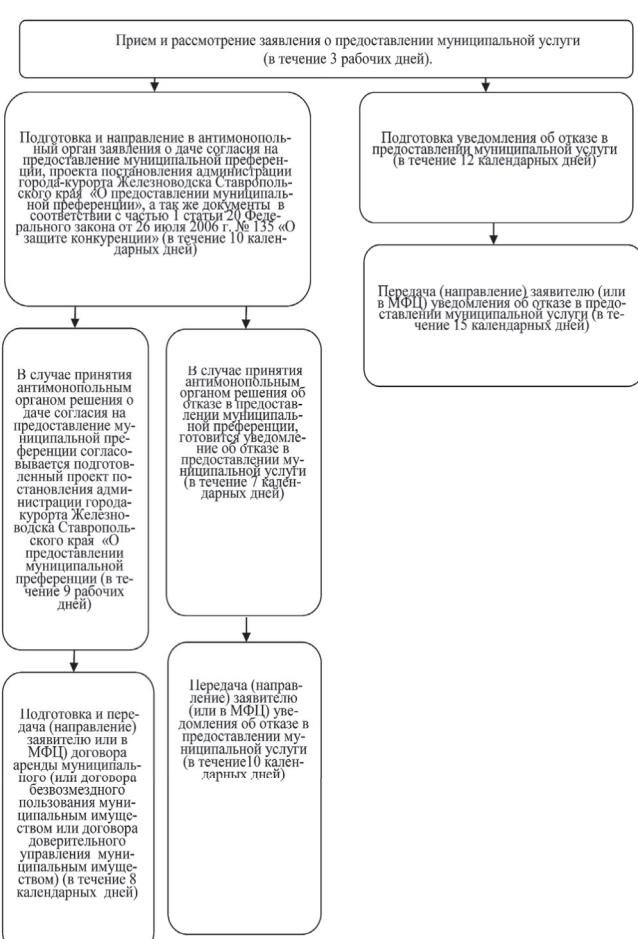 Прием и рассмотрение заявления о предоставлении муниципальной услуги
(в течение 3 рабочих дней).
Подготовка и направление в антимонополь-
ный орган заявления о даче согласия на
предоставление муниципальной преферен-
ции, проекта постановления администрации
города-курорта Железноводска Ставрополь-
ского края «О предоставлении муниципаль-
ной преференции», а так же документы в
соответствии с частью 1 статьи 20 Феде-
рального закона от 26 июля 2006 г. № 135 «О
защите конкуренции» (в течение 10 кален-
дарных дней)
Подготовка уведомления об отказе в
предоставлении муниципальной услуги
(в течение 12 календарных дней)
Передача (направление) заявителю (или
в МФЦ) уведомления об отказе в предо-
ставлении муниципальной услуги (в те-
чение 15 календарных дней)
В случае принятия
антимонопольным
органом решения о
даче согласия на
предоставление му-
ниципальной пре-
ференции согласо-
вывается подготов-
ленный проект по-
становления адми-
нистрации города-
курорта Железно-
водска Ставрополь-
ского края «О
предоставлении
муниципальной
преференции (в те-
чение 9 рабочих
дней)
В случае принятия
антимонопольным
органом решения об
отказе в предостав-
лении муниципаль-
ной преференции,
готовится уведомле-
ние об отказе в
предоставлении му-
ниципальной услуги
(в течение 7 кален-
дарных дней)
Подготовка и пере-
дача (направление)
заявителю или в
МФЦ) договора
аренды муниципаль-
ного (или договора
безвозмездного
пользования муни-
ципальным имуще-
ством или договора
доверительного
управления муни-
ципальным имуще-
ством) (в течение 8
календарных дней)
Передача (направ-
ление) заявителю
(или в МФЦ) уве-
домления об отказе в
предоставлении му-
ниципальной услуги
(в течение10 кален-
дарных дней)